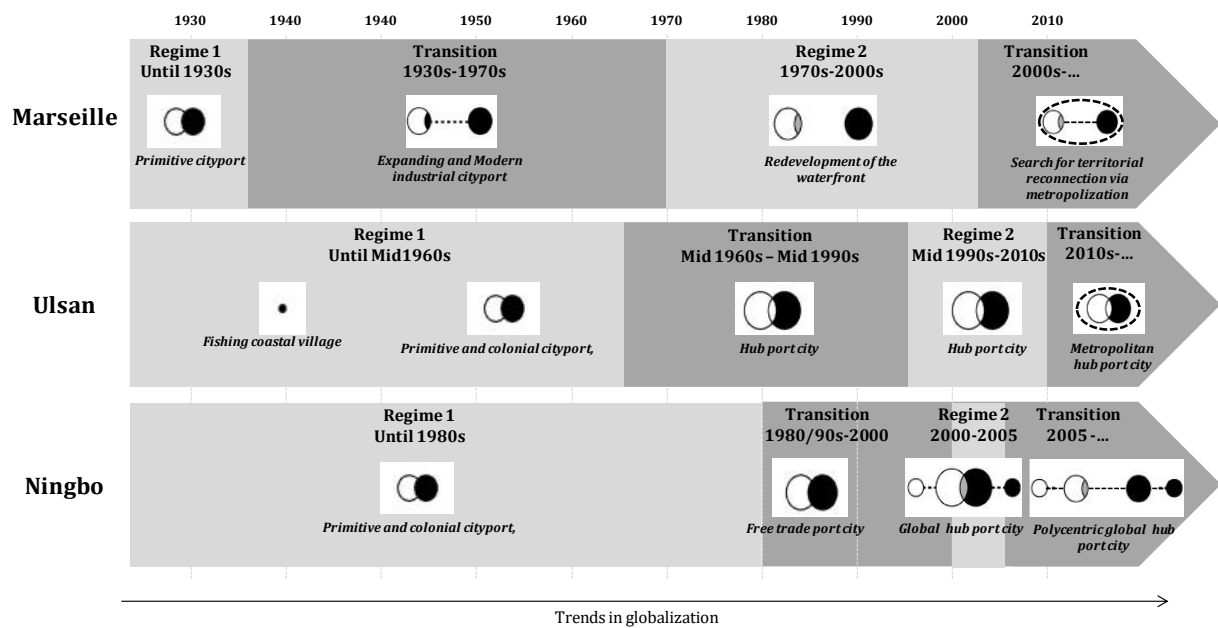 1930 1940 1940 1950 1960 1970 1980 1990 2000 2010
Marseille
Regime 1
Until 1930s
Primitive cityport
Transition
1930s-1970s
Expanding and Modern
industrial cityport
Regime 2
1970s-2000s
Redevelopment of the
waterfront
Transition
2000s-...
Search for territorial
reconnection via
metropolization
Ulsan
Regime 1
Until Mid1960s
Fishing coastal village
Primitive and colonial cityport,
Transition
Mid 1960s – Mid 1990s
Hub port city
Regime 2
Mid 1990s-2010s
Hub port city
Transition
2010s-...
Metropolitan
hub port city
Ningbo
Regime 1
Until 1980s
Primitive and colonial cityport,
Transition
1980/90s-2000
Free trade port city
Regime 2
2000-2005
Global hub port city
Transition
2005 -...
Polycentric global hub
port city
Trends in globalization